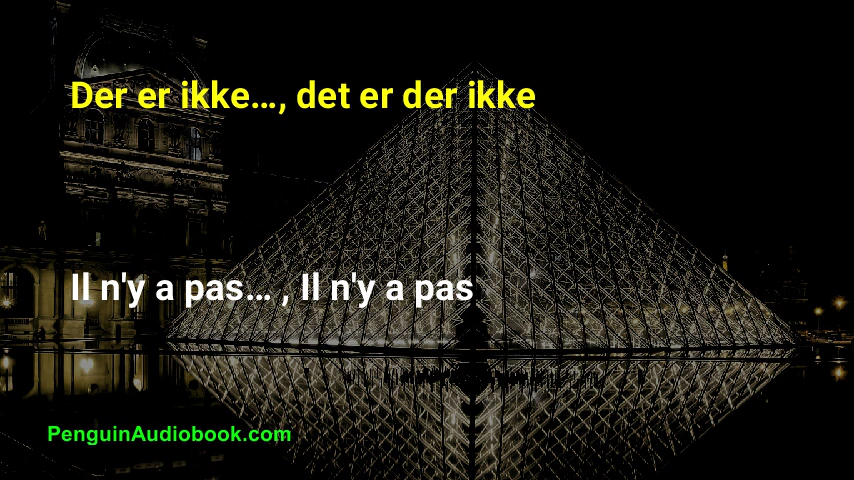 Der er ikke..., det er der ikke
Il n'y a pas... , Il n'y a pas
PenguinAudiobook.com